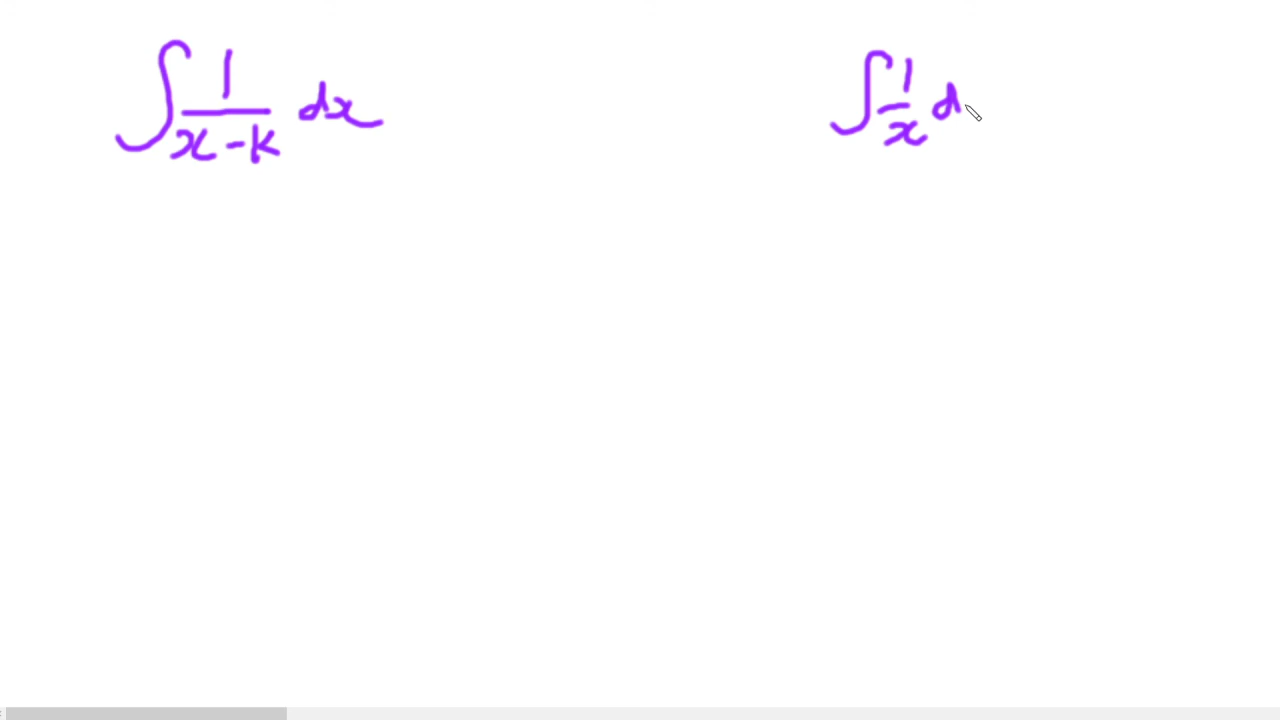 ∫ 1/(x-k) dx
∫ 1/x d